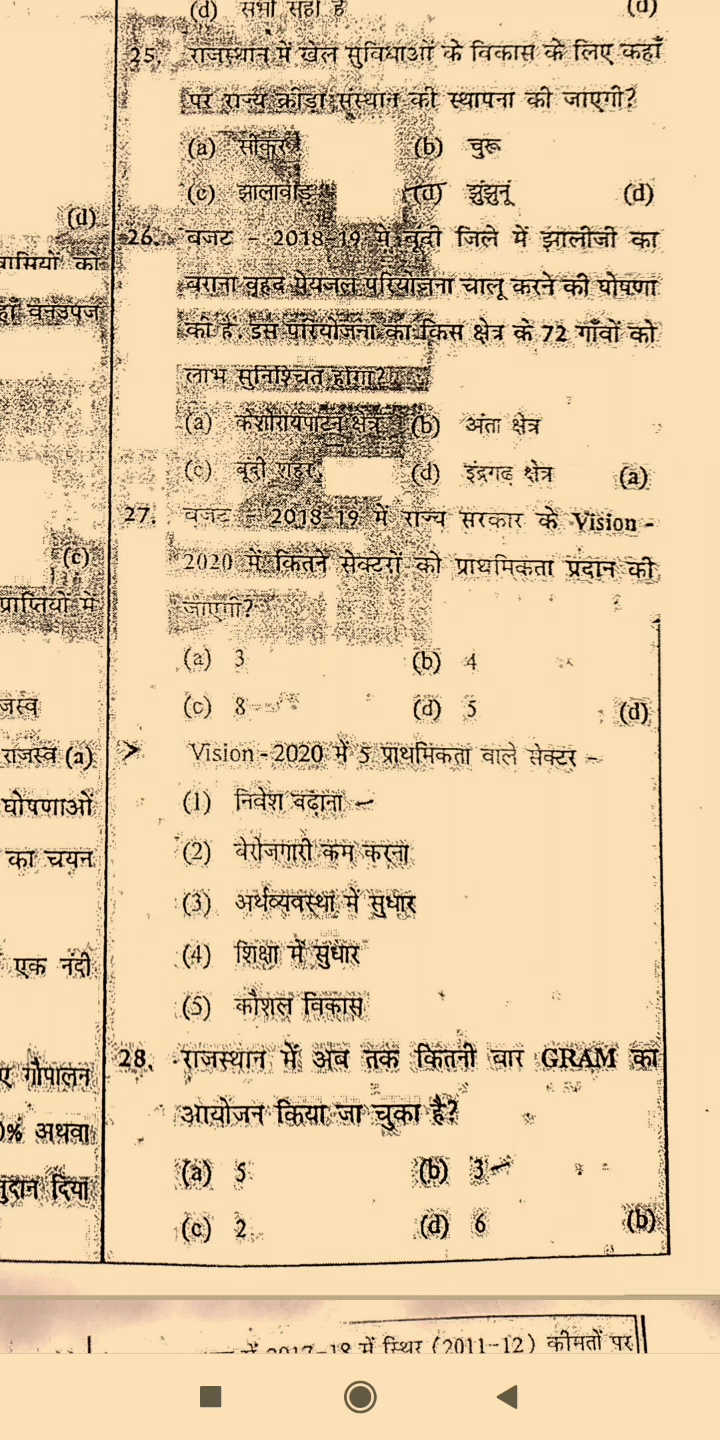 (d) सभी सही है (d)
25. राजस्थान में खेल सुविधाओं के विकास के लिए कहाँ
पर राज्य क्रीड़ा संस्थान की स्थापना की जाएगी?
(a) सीकर (b) चुरू
(c) झालावाड़ (d) झुंझुनूं (d)
26. बजट - 2018-19 में बूंदी जिले में झालीजी का
बराना वृहद पेयजल परियोजना चालू करने की घोषणा
की है, इस परियोजना का किस क्षेत्र के 72 गाँवों को
लाभ सुनिश्चित होगा?
(a) केशोरायपाटन क्षेत्र (b) अंता क्षेत्र
(c) बूंदी शहर (d) इंद्रगढ़ क्षेत्र (a)
27. बजट - 2018-19 में राज्य सरकार के Vision -
2020 में कितने सेक्टरों को प्राथमिकता प्रदान की
जाएगी?
(a) 3 (b) 4
(c) 8 (d) 5 (d)
Vision - 2020 में 5 प्राथमिकता वाले सेक्टर -
(1) निवेश बढ़ाना
(2) बेरोजगारी कम करना
(3) अर्थव्यवस्था में सुधार
(4) शिक्षा में सुधार
(5) कौशल विकास
28. राजस्थान में अब तक कितनी बार GRAM का
आयोजन किया जा चुका है?
(a) 5 (b) 3
(c) 2 (d) 6 (b)
(d)
वासियों को
हाँ वनउपज
(c)
प्राप्तियों में
राजस्व (a)
घोषणाओं
का चयन
एक नंदी
गौपालन
0% अथवा
नुदान दिया
में 2017-18 में स्थिर (2011-12) कीमतों पर